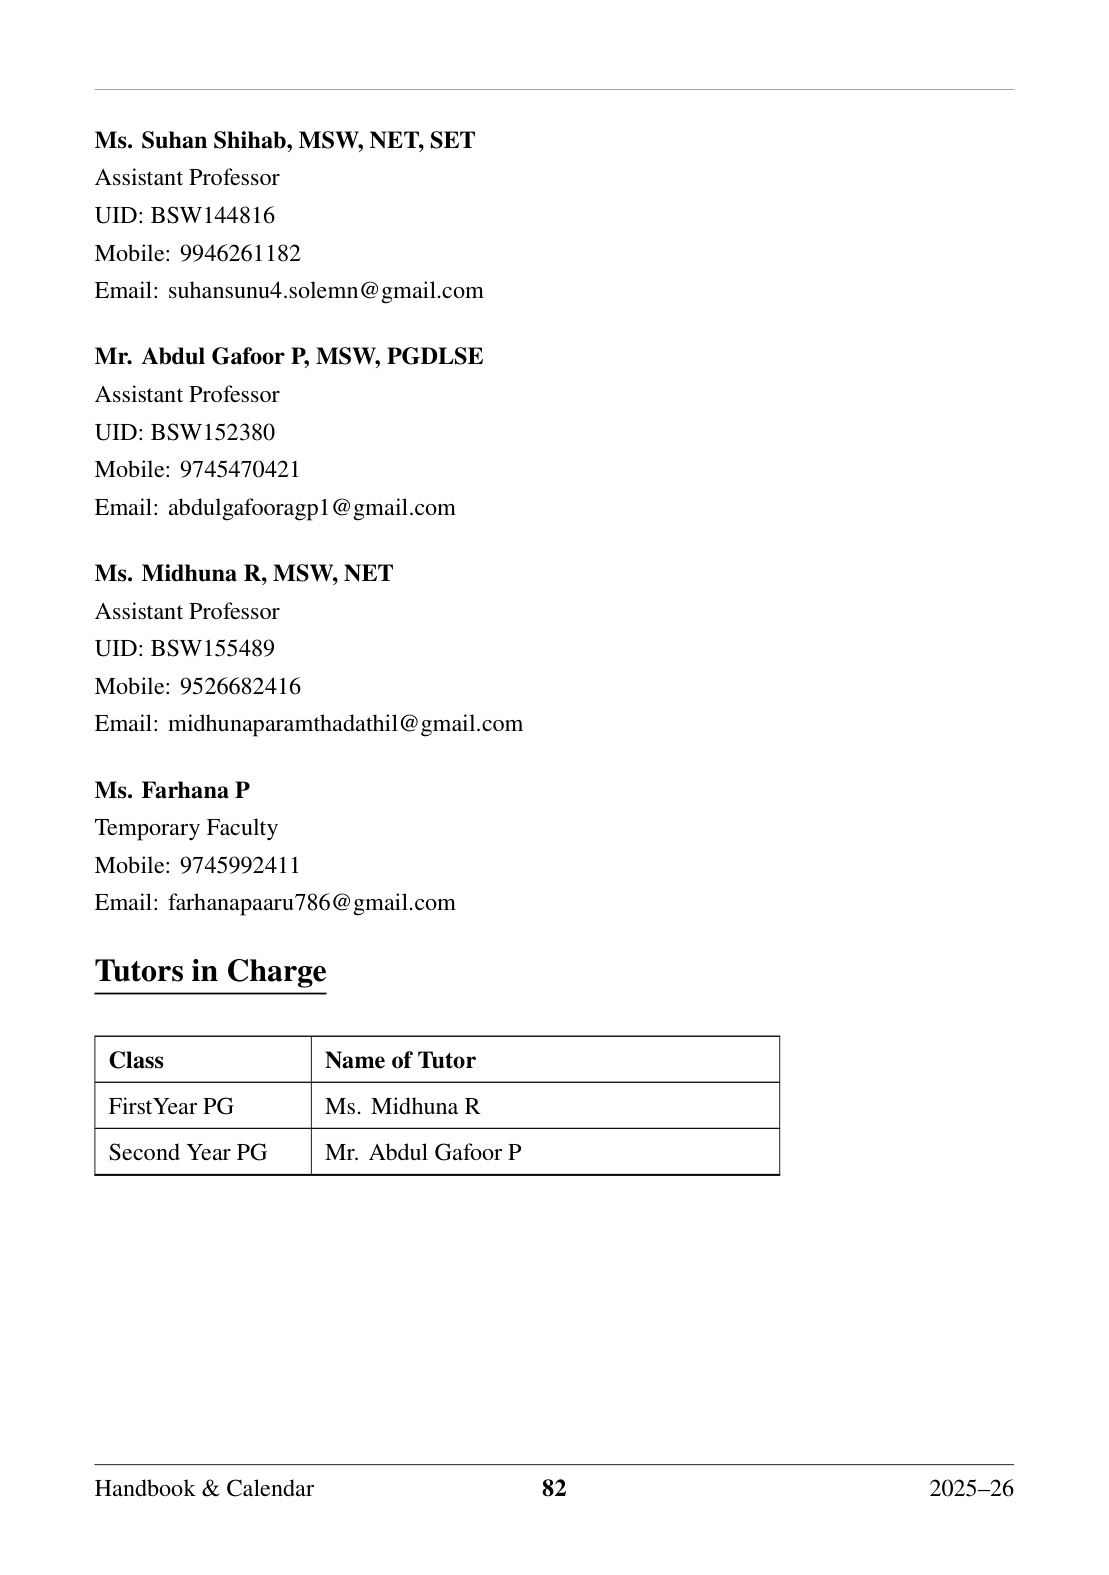 Ms. Suhan Shihab, MSW, NET, SET
Assistant Professor
UID: BSW144816
Mobile: 9946261182
Email: suhansunu4.solemn@gmail.com
Mr. Abdul Gafoor P, MSW, PGDLSE
Assistant Professor
UID: BSW152380
Mobile: 9745470421
Email: abdulgafooragp1@gmail.com
Ms. Midhuna R, MSW, NET
Assistant Professor
UID: BSW155489
Mobile: 9526682416
Email: midhunaparamthadathil@gmail.com
Ms. Farhana P
Temporary Faculty
Mobile: 9745992411
Email: farhanapaaru786@gmail.com
Tutors in Charge
Class Name of Tutor
FirstYear PG Ms. Midhuna R
Second Year PG Mr. Abdul Gafoor P
Handbook & Calendar 82 2025–26